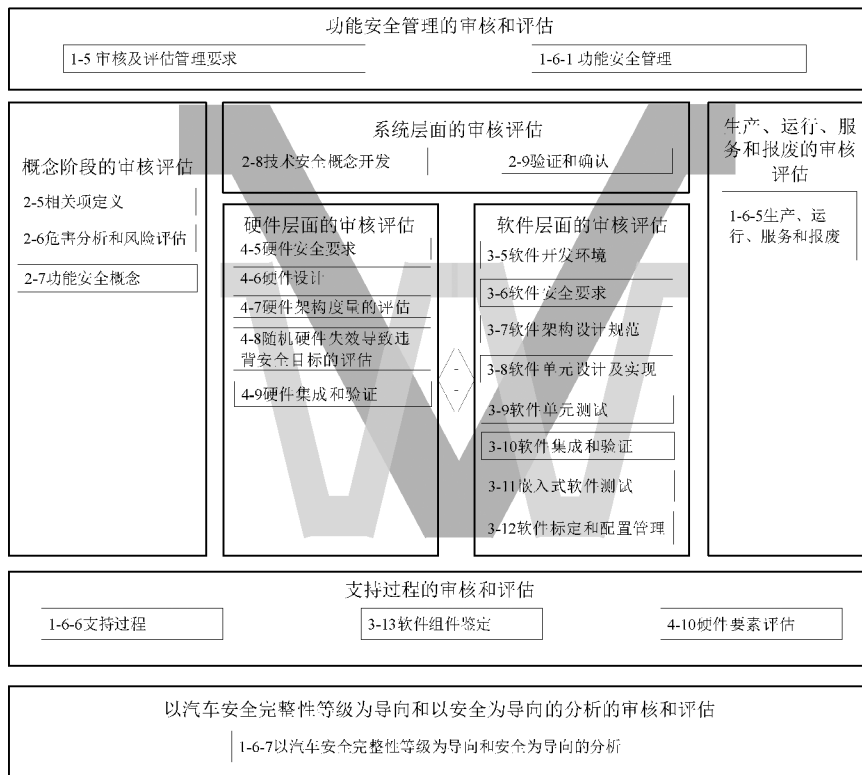 功能安全管理的审核和评估
1-5 审核及评估管理要求
1-6-1 功能安全管理
概念阶段的审核评估
2-5相关项定义
2-6危害分析和风险评估
2-7功能安全概念
系统层面的审核评估
2-8技术安全概念开发
2-9验证和确认
硬件层面的审核评估
4-5硬件安全要求
4-6硬件设计
4-7硬件架构度量的评估
4-8随机硬件失效导致违
背安全目标的评估
4-9硬件集成和验证
软件层面的审核评估
3-5软件开发环境
3-6软件安全要求
3-7软件架构设计规范
3-8软件单元设计及实现
3-9软件单元测试
3-10软件集成和验证
3-11嵌入式软件测试
3-12软件标定和配置管理
生产、运行、服
务和报废的审核
评估
1-6-5生产、运
行、服务和报废
支持过程的审核和评估
1-6-6支持过程
3-13软件组件鉴定
4-10硬件要素评估
以汽车安全完整性等级为导向和以安全为导向的分析的审核和评估
1-6-7以汽车安全完整性等级为导向和安全为导向的分析